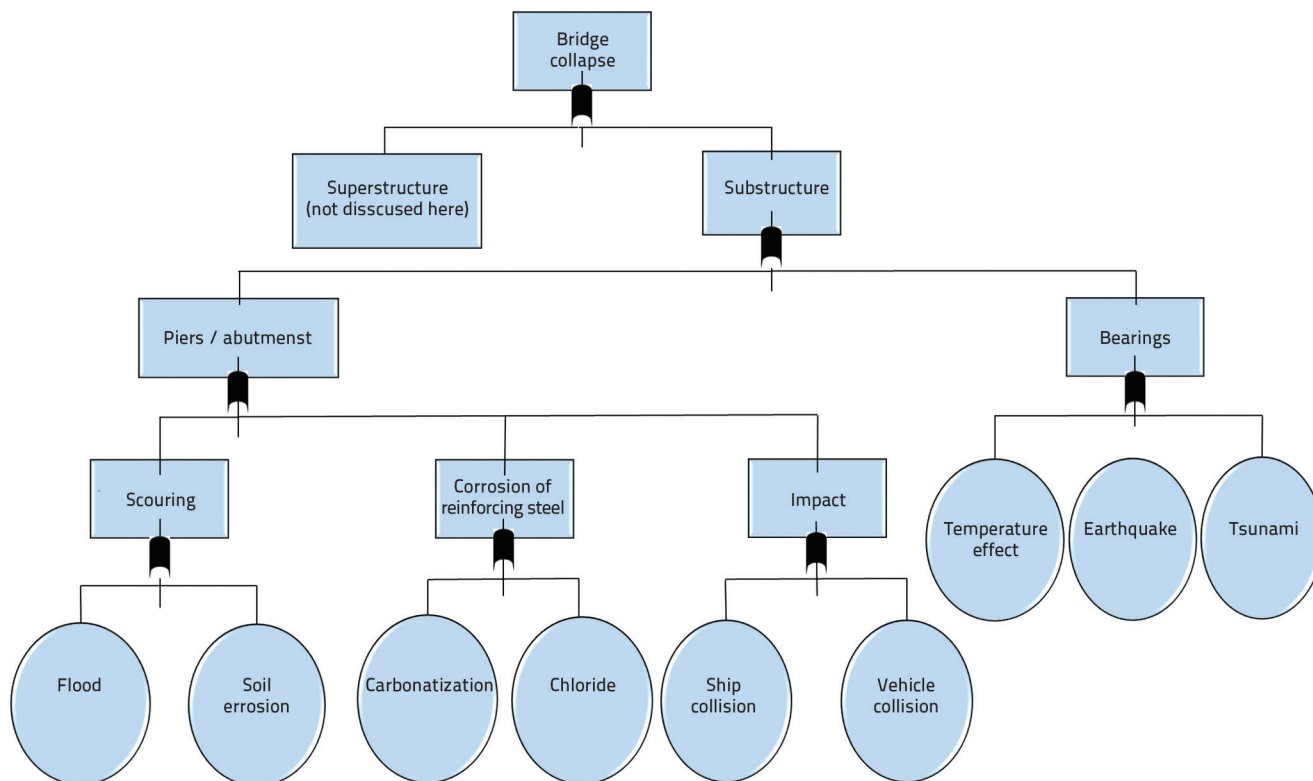 Bridge
collapse
Superstructure
(not disscused here)
Substructure
Piers / abutmenst
Bearings
Scouring
Corrosion of
reinforcing steel
Impact
Temperature
effect
Earthquake
Tsunami
Flood
Soil
errosion
Carbonatization
Chloride
Ship
collision
Vehicle
collision